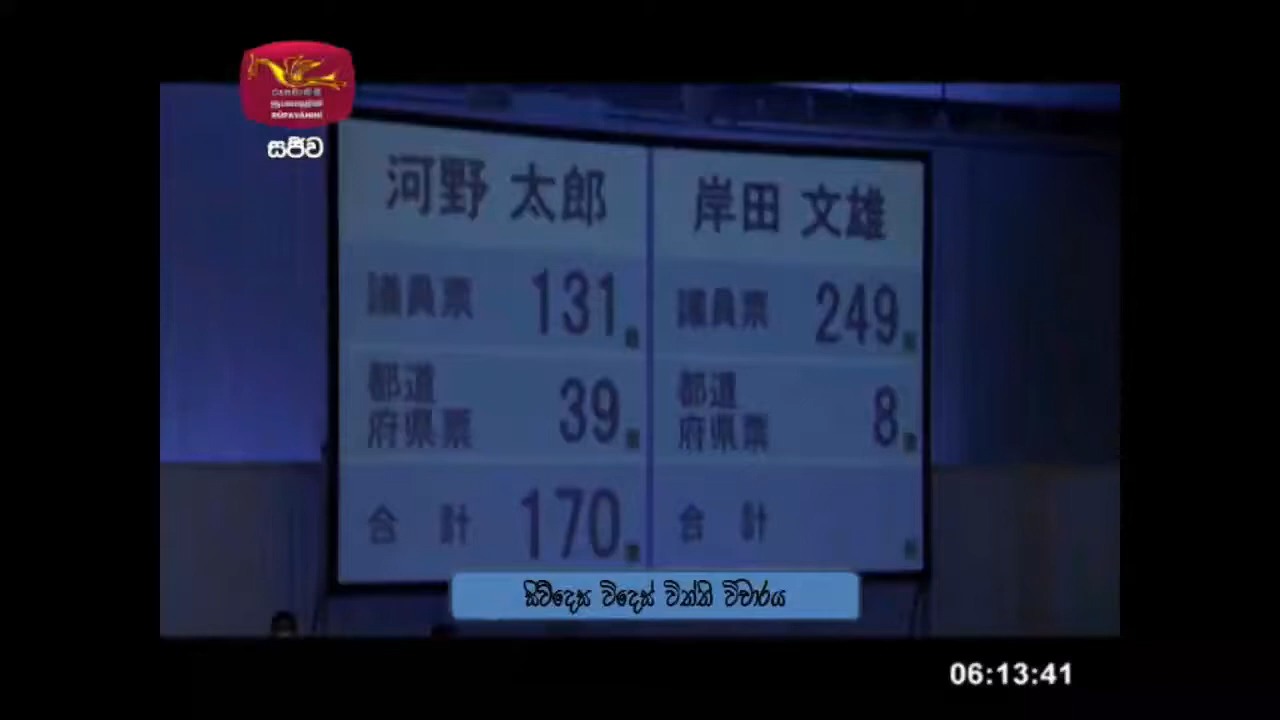 RUPAVAHINI
සජීව
河野 太郎
議員票 131
都道
府県票 39
合 計 170
岸田 文雄
議員票 249
都道
府県票 8
合 計
සිව්දෙස විදෙස් විත්ති විචාරය
06:13:41